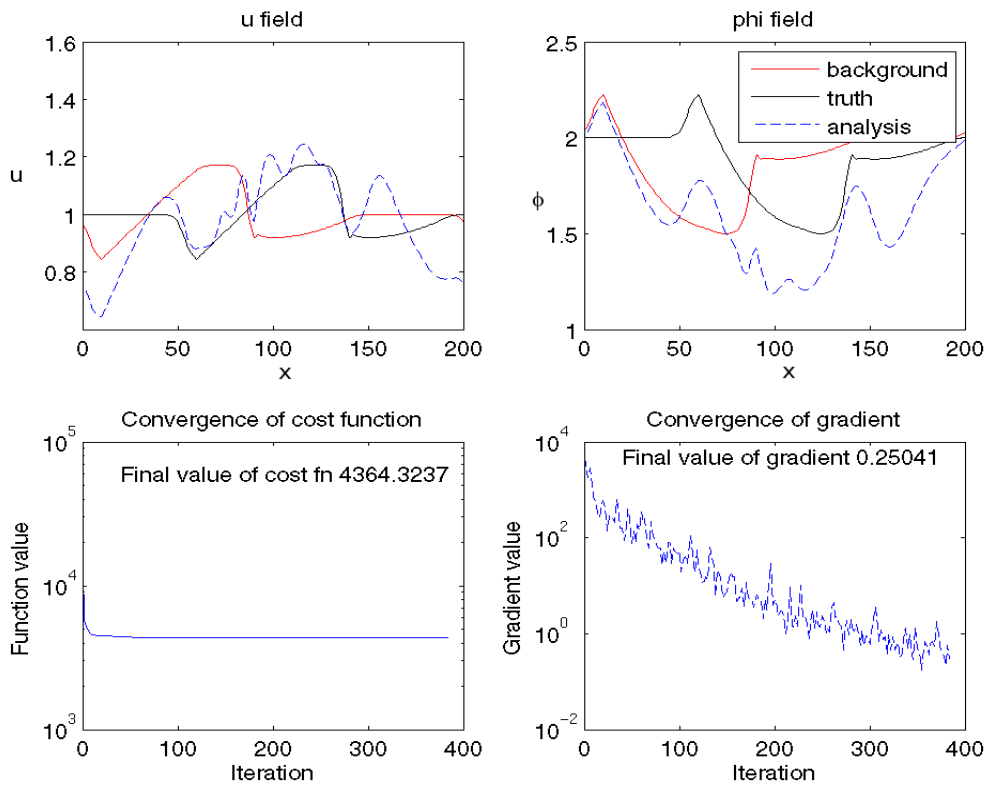 u field
1.6
1.4
1.2
1
0.8
u
0
50
100
150
200
x
phi field
2.5
2
1.5
1
ϕ
background
truth
analysis
0
50
100
150
200
x
Convergence of cost function
10^5
10^4
10^3
Function value
Final value of cost fn 4364.3237
0
100
200
300
400
Iteration
Convergence of gradient
10^4
10^2
10^0
10^-2
Gradient value
Final value of gradient 0.25041
0
100
200
300
400
Iteration